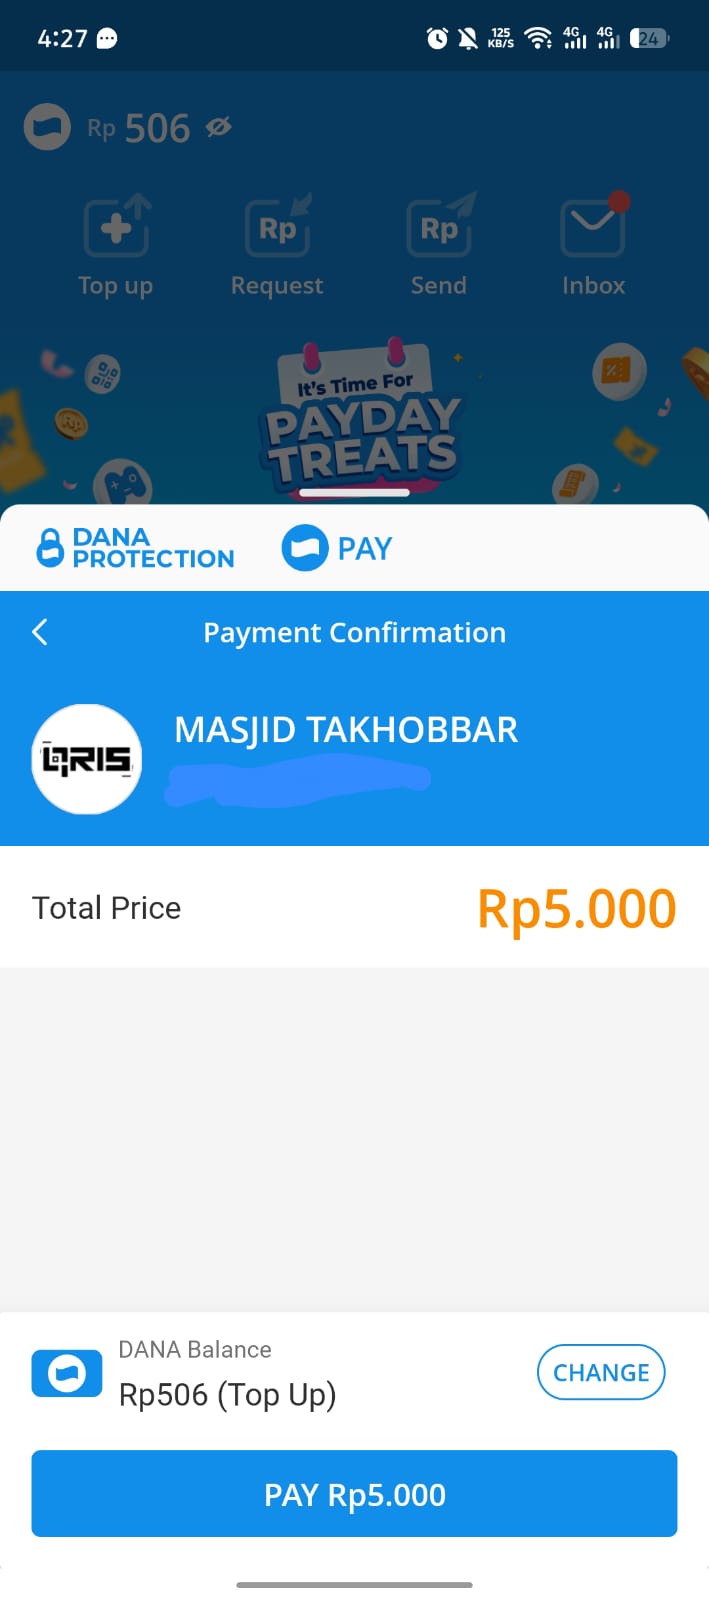 4:27
125
KB/S
4G
4G
24
Rp 506
Rp
Rp
Top up
Request
Send
Inbox
It's Time For
PAYDAY
TREATS
DANA
PROTECTION
PAY
Payment Confirmation
QRIS
MASJID TAKHOBBAR
Total Price
Rp5.000
DANA Balance
Rp506 (Top Up)
CHANGE
PAY Rp5.000